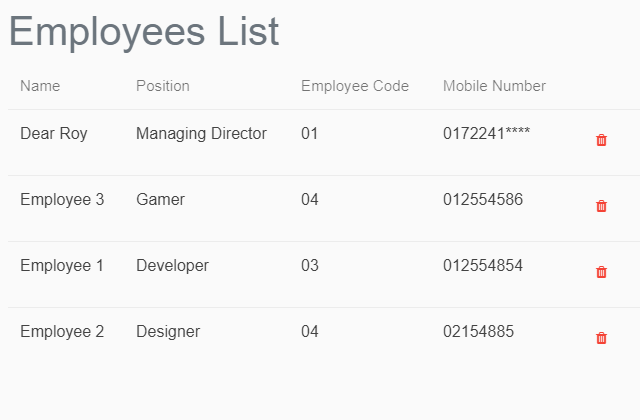 Employees List
Name Position Employee Code Mobile Number
Dear Roy Managing Director 01 0172241****
Employee 3 Gamer 04 012554586
Employee 1 Developer 03 012554854
Employee 2 Designer 04 02154885